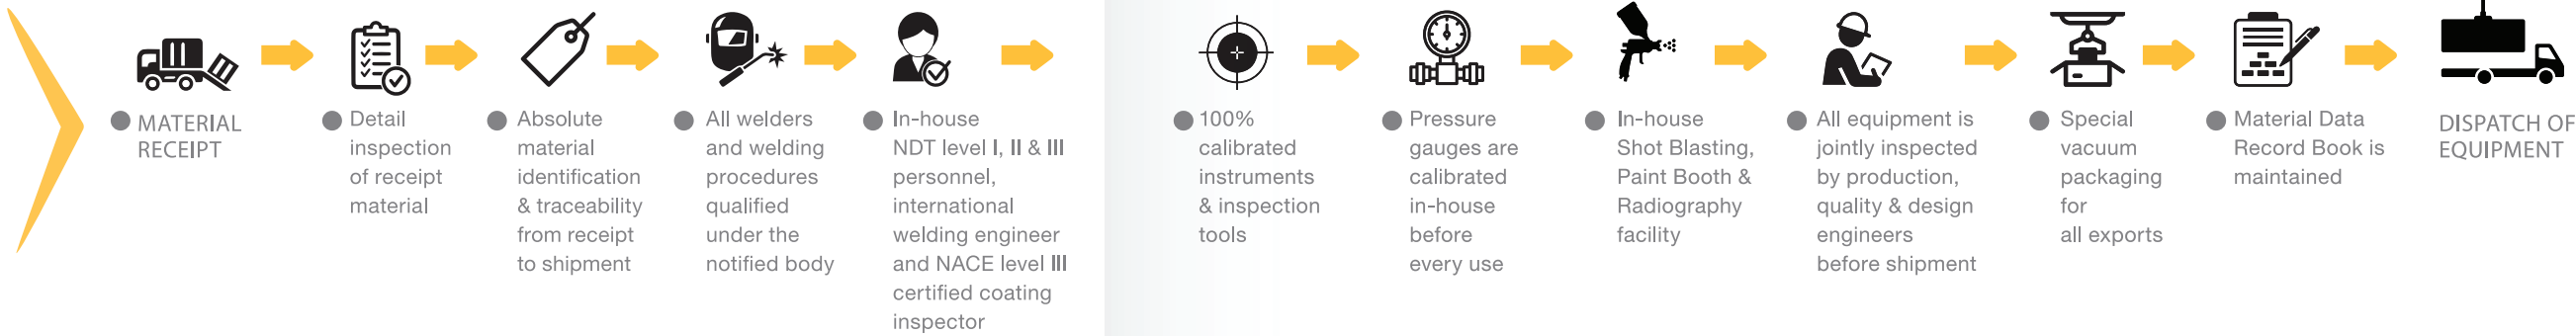 MATERIAL
RECEIPT
Detail
inspection
of receipt
material
Absolute
material
identification
& traceability
from receipt
to shipment
All welders
and welding
procedures
qualified
under the
notified body
In-house
NDT level I, II & III
personnel,
international
welding engineer
and NACE level III
certified coating
inspector
100%
calibrated
instruments
& inspection
tools
Pressure
gauges are
calibrated
in-house
before
every use
In-house
Shot Blasting,
Paint Booth &
Radiography
facility
All equipment is
jointly inspected
by production,
quality & design
engineers
before shipment
Special
vacuum
packaging
for
all exports
Material Data
Record Book is
maintained
DISPATCH OF
EQUIPMENT